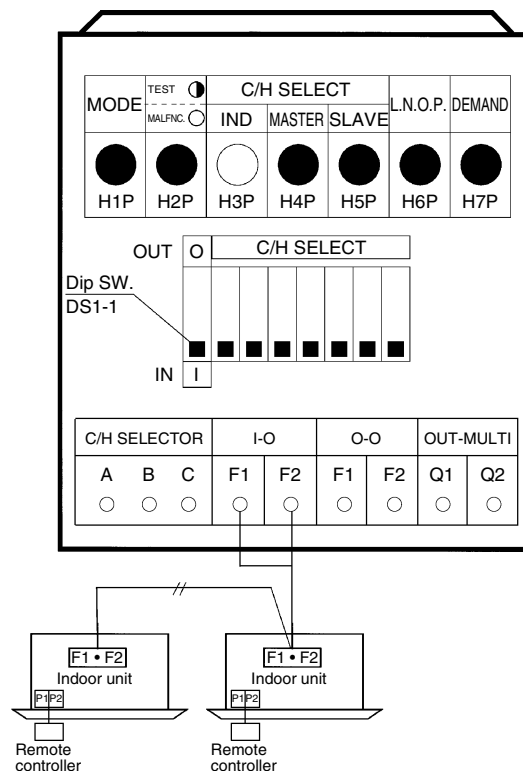 MODE TEST MALFNC. C/H SELECT L.N.O.P. DEMAND
IND MASTER SLAVE
H1P H2P H3P H4P H5P H6P H7P
OUT O C/H SELECT
Dip SW.
DS1-1
IN I
C/H SELECTOR I-O O-O OUT-MULTI
A B C F1 F2 F1 F2 Q1 Q2
F1 • F2 F1 • F2
Indoor unit Indoor unit
P1P2 P1P2
Remote controller Remote controller